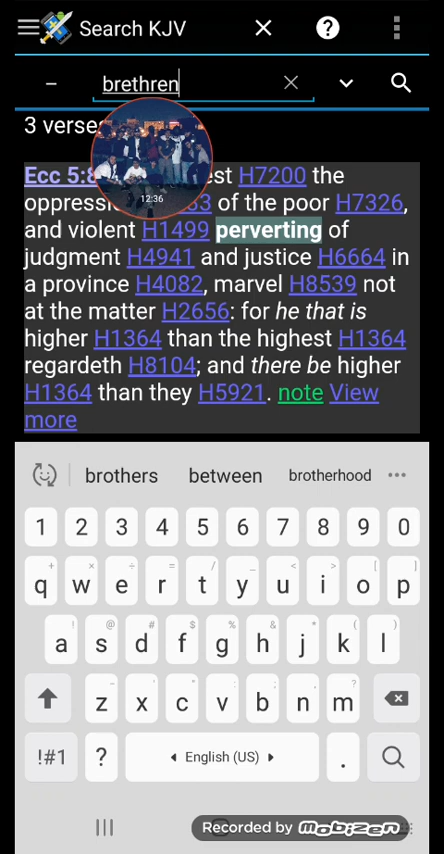 Search KJV
?
brethren
3 verses
Ecc 5:8 est H7200 the
of the poor H7326,
12:36
and violent H1499 perverting of
judgment H4941 and justice H6664 in
a province H4082, marvel H8539 not
at the matter H2656: for he that is
higher H1364 than the highest H1364
regardeth H8104; and there be higher
H1364 than they H5921. note View
more
brothers between brotherhood
1 2 3 4 5 6 7 8 9 0
q w e r t y u i o p
a s d f g h j k l
z x c v b n m
!#1 ? English (US) .
Recorded by MOBIZEN